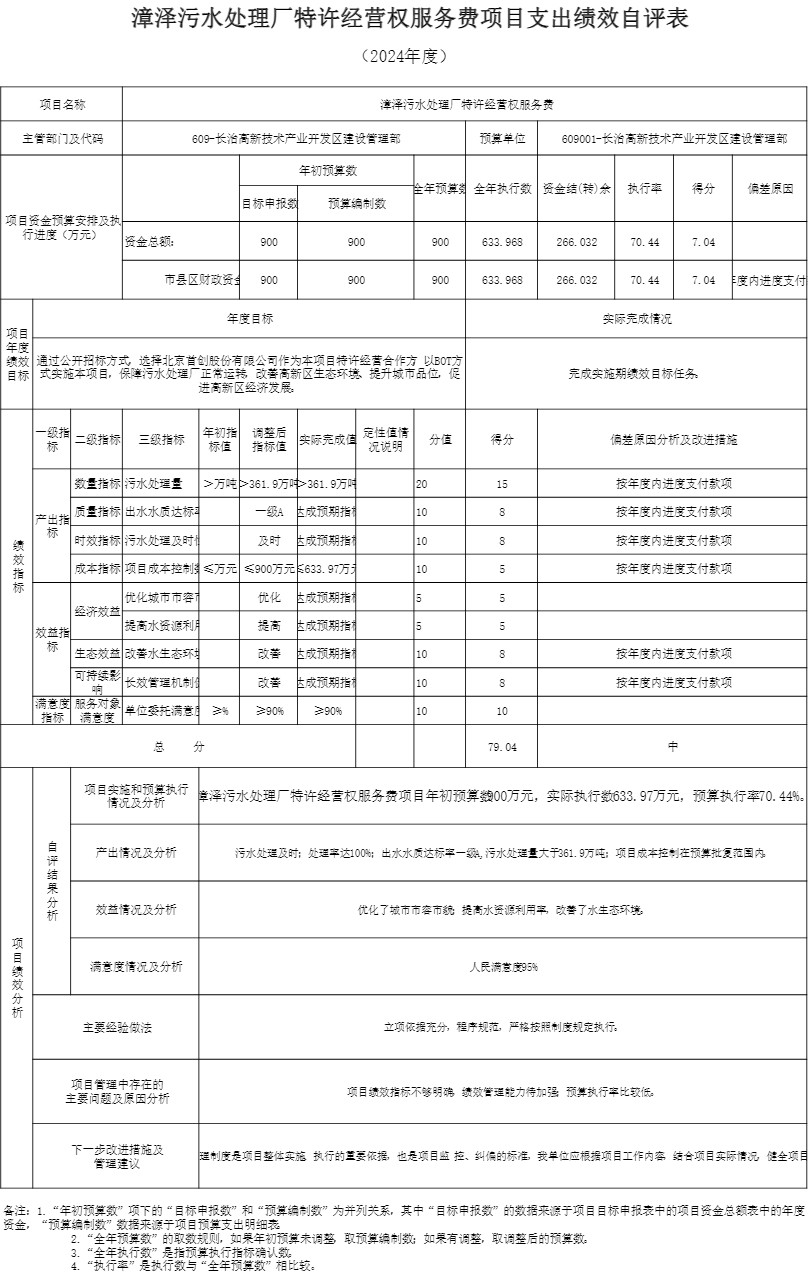 漳泽污水处理厂特许经营权服务费项目支出绩效自评表
（2024年度）
项目名称 漳泽污水处理厂特许经营权服务费
主管部门及代码 609-长治高新技术产业开发区建设管理部 预算单位 609001-长治高新技术产业开发区建设管理部
项目资金预算安排及执行进度（万元） 年初预算数 全年预算数 全年执行数 资金结(转)余 执行率 得分 偏差原因
目标申报数 预算编制数
资金总额： 900 900 900 633.968 266.032 70.44 7.04
市县区财政资金 900 900 900 633.968 266.032 70.44 7.04 年度内进度支付
项目年度绩效目标 年度目标 实际完成情况
通过公开招标方式，选择北京首创股份有限公司作为本项目特许经营合作方，以BOT方
式实施本项目，保障污水处理厂正常运转，改善高新区生态环境、提升城市品位，促
进高新区经济发展。
完成实施期绩效目标任务。
绩效指标 一级指标 二级指标 三级指标 年初指标值 调整后指标值 实际完成值 定性值情况说明 分值 得分 偏差原因分析及改进措施
产出指标 数量指标 污水处理量 ＞万吨 ＞361.9万吨 ＞361.9万吨 20 15 按年度内进度支付款项
质量指标 出水水质达标率 一级A 达成预期指标 10 8 按年度内进度支付款项
时效指标 污水处理及时性 及时 达成预期指标 10 8 按年度内进度支付款项
成本指标 项目成本控制数 ≤万元 ≤900万元 ≤633.97万元 10 5 按年度内进度支付款项
效益指标 经济效益 优化城市市容市 优化 达成预期指标 5 5
提高水资源利用 提高 达成预期指标 5 5
生态效益 改善水生态环境 改善 达成预期指标 10 8 按年度内进度支付款项
可持续影响 长效管理机制健 改善 达成预期指标 10 8 按年度内进度支付款项
满意度指标 服务对象满意度 单位委托满意度 ≥% ≥90% ≥90% 10 10
总 分 79.04 中
项目绩效分析 自评结果分析 项目实施和预算执行情况及分析 漳泽污水处理厂特许经营权服务费项目年初预算数900万元，实际执行数633.97万元，预算执行率70.44%。
产出情况及分析 污水处理及时；处理率达100%；出水水质达标率一级A，污水处理量大于361.9万吨；项目成本控制在预算批复范围内。
效益情况及分析 优化了城市市容市貌；提高水资源利用率，改善了水生态环境。
满意度情况及分析 人民满意度95%
主要经验做法 立项依据充分，程序规范，严格按照制度规定执行。
项目管理中存在的主要问题及原因分析 项目绩效指标不够明确，绩效管理能力待加强；预算执行率比较低。
下一步改进措施及管理建议 理制度是项目整体实施、执行的重要依据，也是项目监 控、纠偏的标准，我单位应根据项目工作内容，结合项目实际情况，健全项目
备注：1.“年初预算数”项下的“目标申报数”和“预算编制数”为并列关系，其中“目标申报数”的数据来源于项目目标申报表中的项目资金总额表中的年度
资金，“预算编制数”数据来源于项目预算支出明细表；
2.“全年预算数”的取数规则，如果年初预算未调整，取预算编制数；如果有调整，取调整后的预算数；
3.“全年执行数”是指预算执行指标确认数；
4.“执行率”是执行数与“全年预算数”相比较。